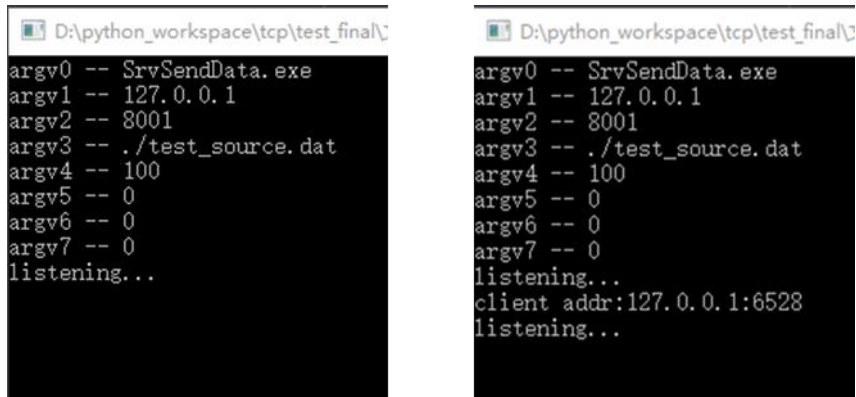 D:\python_workspace\tcp\test_final\
argv0 -- SrvSendData.exe
argv1 -- 127.0.0.1
argv2 -- 8001
argv3 -- ./test_source.dat
argv4 -- 100
argv5 -- 0
argv6 -- 0
argv7 -- 0
listening...
D:\python_workspace\tcp\test_final\
argv0 -- SrvSendData.exe
argv1 -- 127.0.0.1
argv2 -- 8001
argv3 -- ./test_source.dat
argv4 -- 100
argv5 -- 0
argv6 -- 0
argv7 -- 0
listening...
client addr:127.0.0.1:6528
listening...